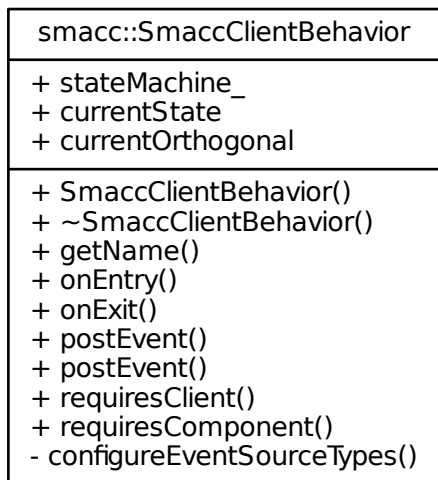 smacc::SmaccClientBehavior
+ stateMachine_
+ currentState
+ currentOrthogonal
+ SmaccClientBehavior()
+ ~SmaccClientBehavior()
+ getName()
+ onEntry()
+ onExit()
+ postEvent()
+ postEvent()
+ requiresClient()
+ requiresComponent()
- configureEventSourceTypes()